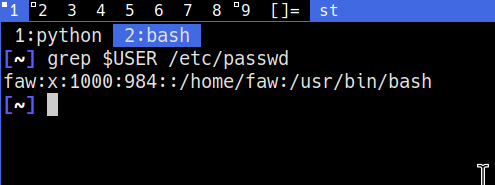 1 2 3 4 5 6 7 8 9 []= st
1:python 2:bash
[~] grep $USER /etc/passwd
faw:x:1000:984::/home/faw:/usr/bin/bash
[~]